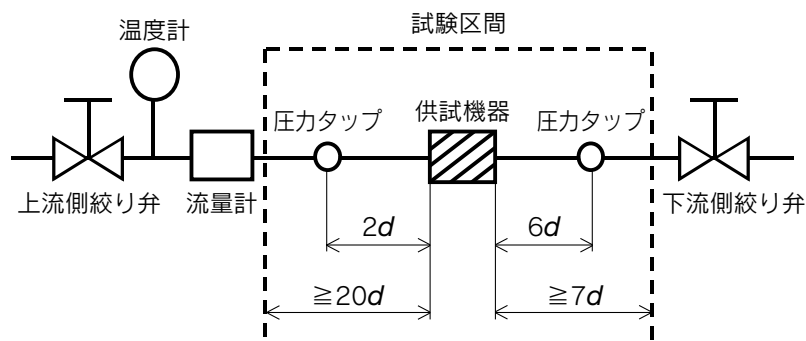 試験区間
温度計
圧力タップ
供試機器
圧力タップ
上流側絞り弁
流量計
下流側絞り弁
2d
6d
≧20d
≧7d